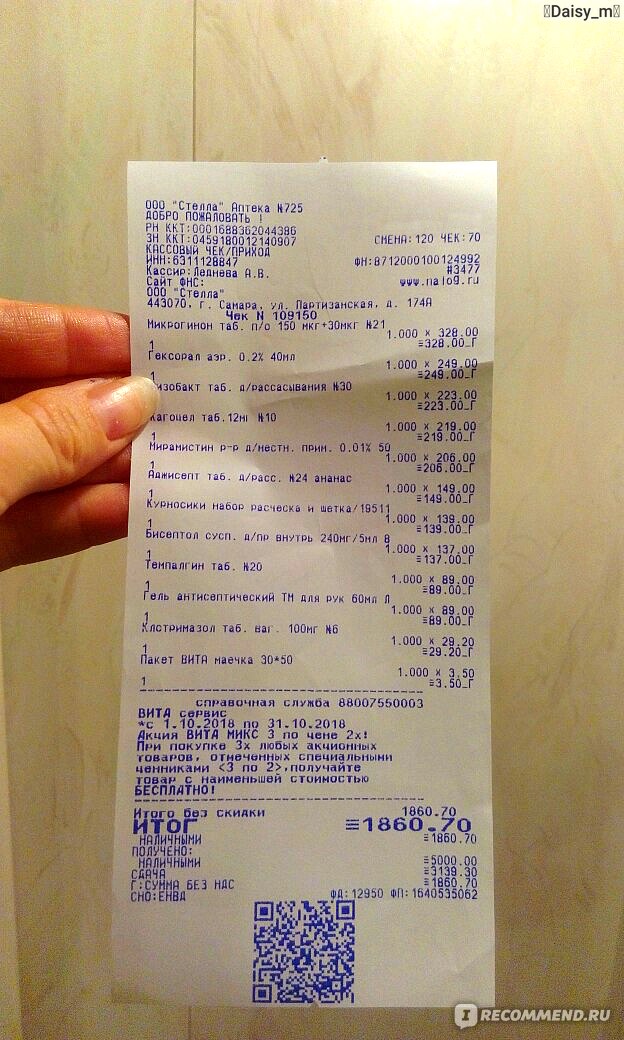 Daisy_m
ООО "Стелла" Аптека №725
ДОБРО ПОЖАЛОВАТЬ !
РН ККТ:0001688362044386
ЗН ККТ:0459180012140907 СМЕНА:120 ЧЕК:70
КАССОВЫЙ ЧЕК/ПРИХОД
ИНН:6311128847 ФН:8712000100124992
Кассир:Леднева А.В. #3477
Сайт ФНС: www.nalog.ru
ООО "Стелла"
443070, г. Самара, ул. Партизанская, д. 174А
Чек N 109150
Микрогинон таб. п/о 150 мкг+30мкг N21
1.000 × 328.00
1 ≡328.00_Г
Гексорал аэр. 0.2% 40мл
1.000 × 249.00
1 ≡249.00_Г
изобакт таб. д/рассасывания N30
1.000 × 223.00
≡223.00_Г
Кагоцел таб.12мг N10
1.000 × 219.00
1 ≡219.00_Г
Мирамистин р-р д/местн. прим. 0.01% 50
1.000 × 206.00
1 ≡206.00_Г
Аджисепт таб. д/расс. N24 ананас
1.000 × 149.00
1 ≡149.00_Г
Курносики набор расческа и щетка/19511
1.000 × 139.00
1 ≡139.00_Г
Бисептол сусп. д/пр внутрь 240мг/5мл 8
1.000 × 137.00
1 ≡137.00_Г
Темпалгин таб. N20
1.000 × 89.00
1 ≡89.00_Г
Гель антисептический ТМ для рук 60мл Л
1.000 × 89.00
1 ≡89.00_Г
Клотримазол таб. ваг. 100мг N6
1.000 × 29.20
1 ≡29.20_Г
Пакет ВИТА маечка 30*50
1.000 × 3.50
1 ≡3.50_Г
справочная служба 88007550003
ВИТА сервис
*с 1.10.2018 по 31.10.2018
Акция ВИТА МИКС 3 по цене 2х!
При покупке 3х любых акционных
товаров, отмеченных специальными
ценниками <3 по 2>,получайте
товар с наименьшей стоимостью
БЕСПЛАТНО!
Итого без скидки 1860.70
ИТОГ ≡1860.70
НАЛИЧНЫМИ ≡1860.70
ПОЛУЧЕНО:
НАЛИЧНЫМИ ≡5000.00
СДАЧА ≡3139.30
Г:СУММА БЕЗ НДС ≡1860.70
СНО:ЕНВД ФД:12950 ФП:1640535062
IRECOMMEND.RU